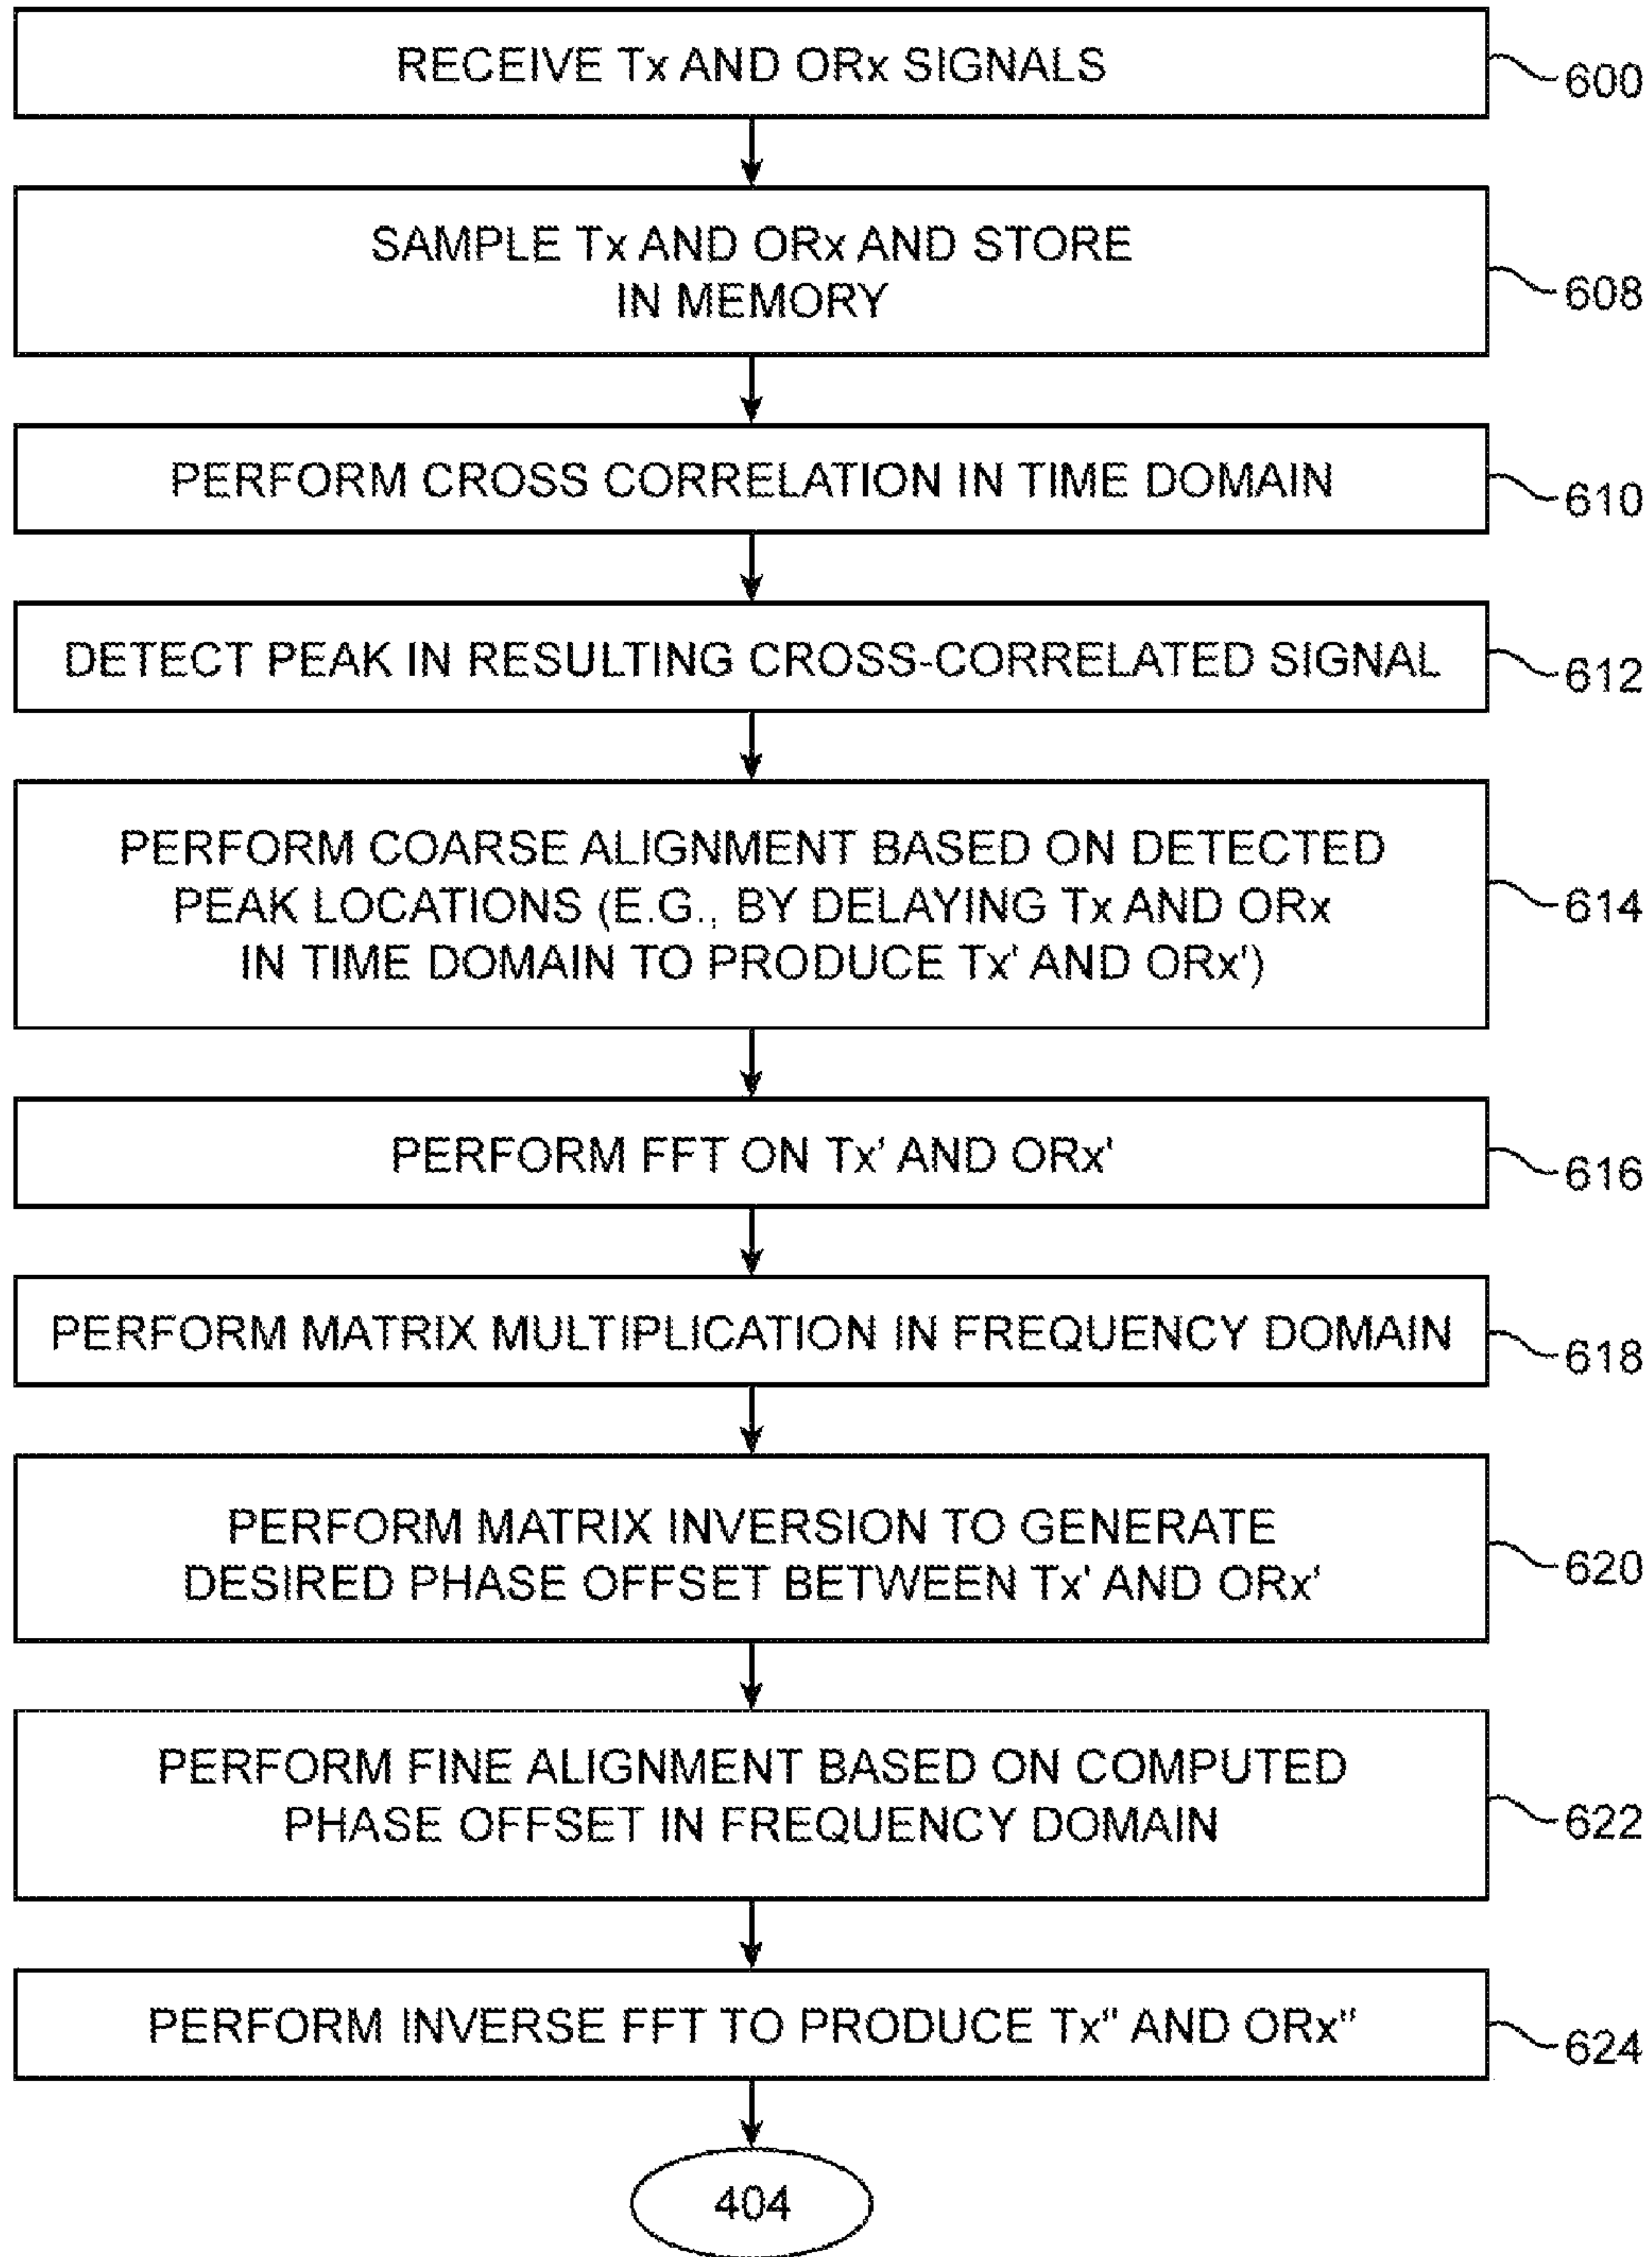 RECEIVE Tx AND ORx SIGNALS
600
SAMPLE Tx AND ORx AND STORE
IN MEMORY
608
PERFORM CROSS CORRELATION IN TIME DOMAIN
610
DETECT PEAK IN RESULTING CROSS-CORRELATED SIGNAL
612
PERFORM COARSE ALIGNMENT BASED ON DETECTED
PEAK LOCATIONS (E.G., BY DELAYING Tx AND ORx
IN TIME DOMAIN TO PRODUCE Tx' AND ORx')
614
PERFORM FFT ON Tx' AND ORx'
616
PERFORM MATRIX MULTIPLICATION IN FREQUENCY DOMAIN
618
PERFORM MATRIX INVERSION TO GENERATE
DESIRED PHASE OFFSET BETWEEN Tx' AND ORx'
620
PERFORM FINE ALIGNMENT BASED ON COMPUTED
PHASE OFFSET IN FREQUENCY DOMAIN
622
PERFORM INVERSE FFT TO PRODUCE Tx" AND ORx"
624
404